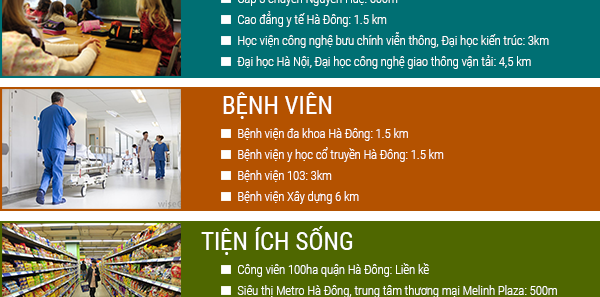 Cấp 3 chuyên Nguyễn Huệ: 600m
Cao đẳng y tế Hà Đông: 1.5 km
Học viện công nghệ bưu chính viễn thông, Đại học kiến trúc: 3km
Đại học Hà Nội, Đại học công nghệ giao thông vận tải: 4,5 km
BỆNH VIÊN
Bệnh viện đa khoa Hà Đông: 1.5 km
Bệnh viện y học cổ truyền Hà Đông: 1.5 km
Bệnh viện 103: 3km
Bệnh viện Xây dựng 6 km
TIỆN ÍCH SỐNG
Công viên 100ha quận Hà Đông: Liền kề
Siêu thị Metro Hà Đông, trung tâm thương mại Melinh Plaza: 500m